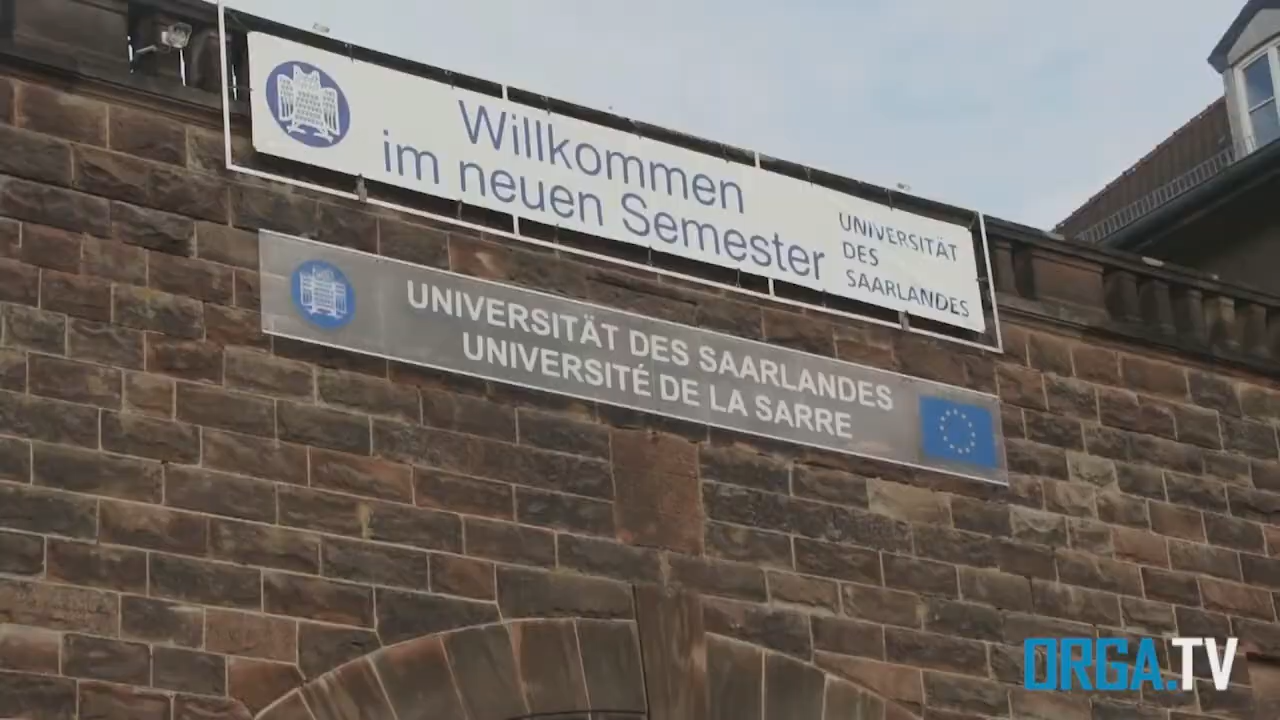 Willkommen
im neuen Semester
UNIVERSITÄT
DES
SAARLANDES
UNIVERSITÄT DES SAARLANDES
UNIVERSITÉ DE LA SARRE
ORGA.TV